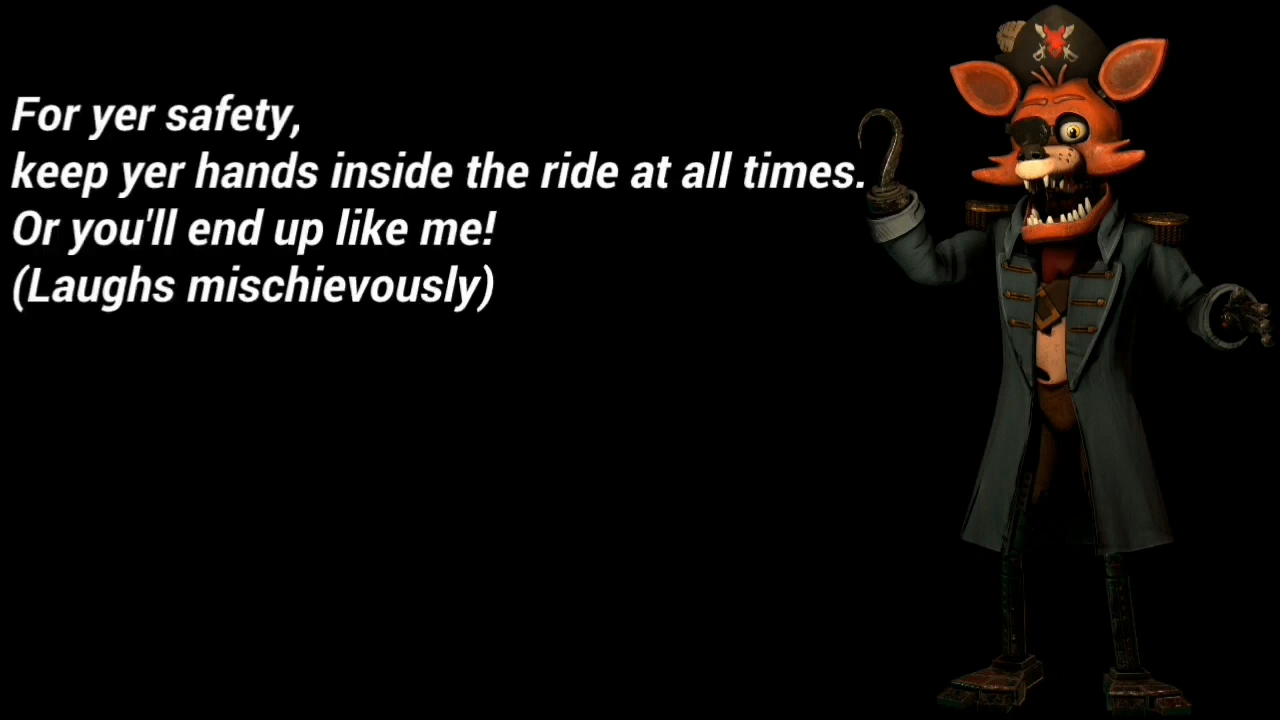 For yer safety,
keep yer hands inside the ride at all times.
Or you'll end up like me!
(Laughs mischievously)